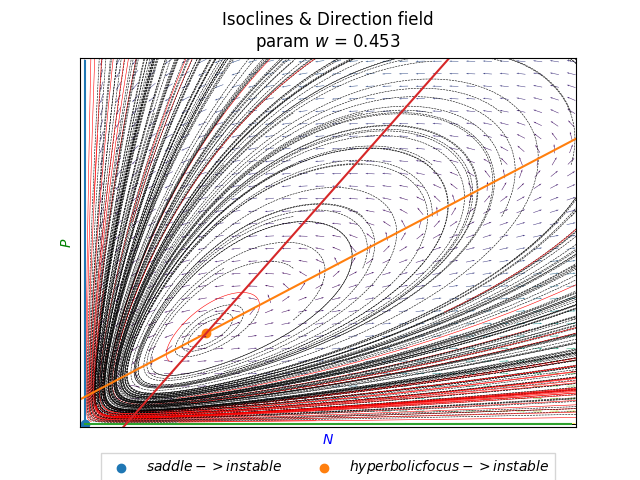 Isoclines & Direction field
param w = 0.453
P
N
saddle − > instable
hyperbolicfocus − > instable